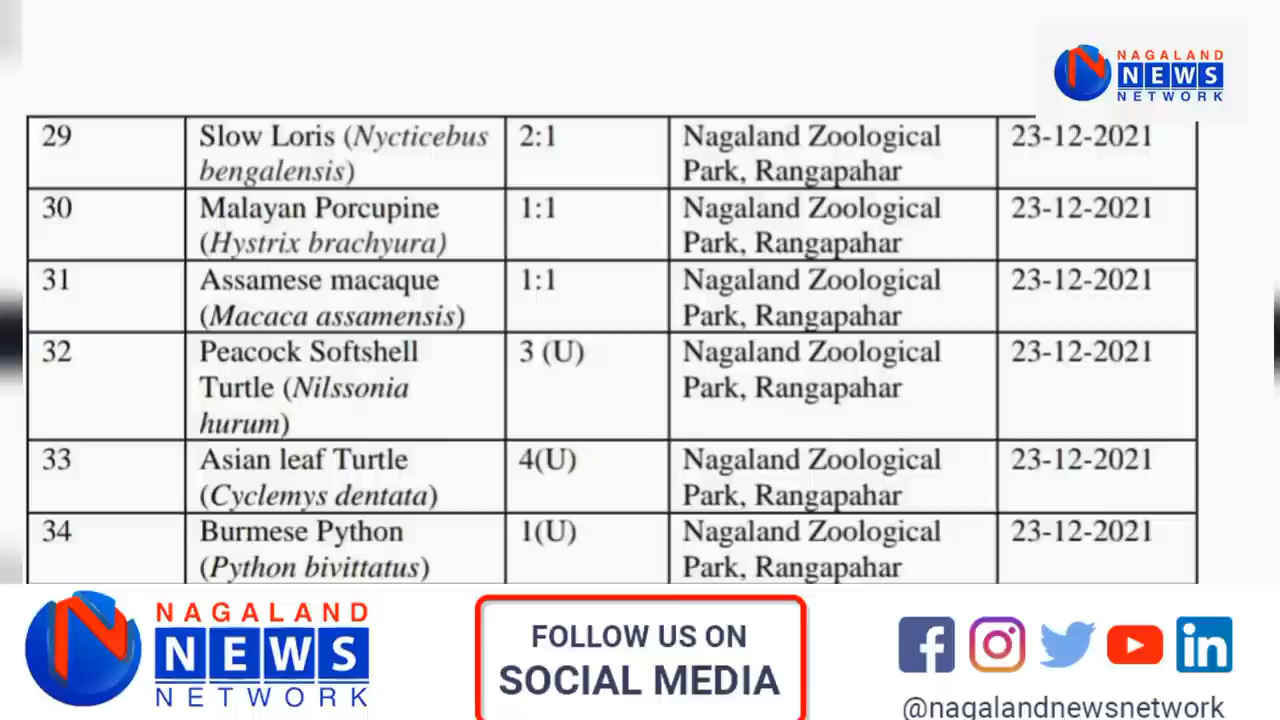 NAGALAND
NEWS
NETWORK
29 Slow Loris (Nycticebus 2:1 Nagaland Zoological 23-12-2021
bengalensis) Park, Rangapahar
30 Malayan Porcupine 1:1 Nagaland Zoological 23-12-2021
(Hystrix brachyura) Park, Rangapahar
31 Assamese macaque 1:1 Nagaland Zoological 23-12-2021
(Macaca assamensis) Park, Rangapahar
32 Peacock Softshell 3 (U) Nagaland Zoological 23-12-2021
Turtle (Nilssonia Park, Rangapahar
hurum)
33 Asian leaf Turtle 4(U) Nagaland Zoological 23-12-2021
(Cyclemys dentata) Park, Rangapahar
34 Burmese Python 1(U) Nagaland Zoological 23-12-2021
(Python bivittatus) Park, Rangapahar
NAGALAND
NEWS
NETWORK
FOLLOW US ON
SOCIAL MEDIA
@nagalandnewsnetwork